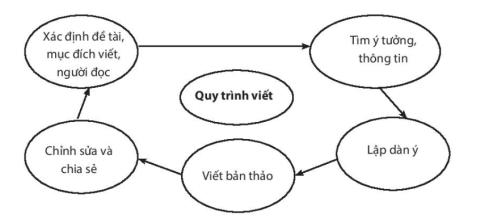 Xác định đề tài,
mục đích viết,
người đọc
Tìm ý tưởng,
thông tin
Quy trình viết
Lập dàn ý
Viết bản thảo
Chỉnh sửa và
chia sẻ